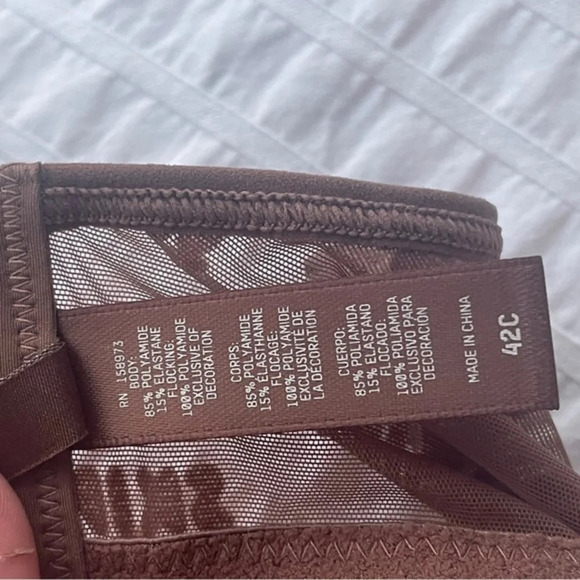 RN 158973
BODY:
85% POLYAMIDE
15% ELASTANE
FLOCKING:
100% POLYAMIDE
EXCLUSIVE OF
DECORATION
CORPS:
85% POLYAMIDE
15% ELASTHANNE
FLOCAGE:
100% POLYAMIDE
EXCLUSIVITE DE
LA DÉCORATION
CUERPO:
85% POLIAMIDA
15% ELASTANO
FLOCADO:
100% POLIAMIDA
EXCLUSIVO PARA
DECORACIÓN
MADE IN CHINA
42C